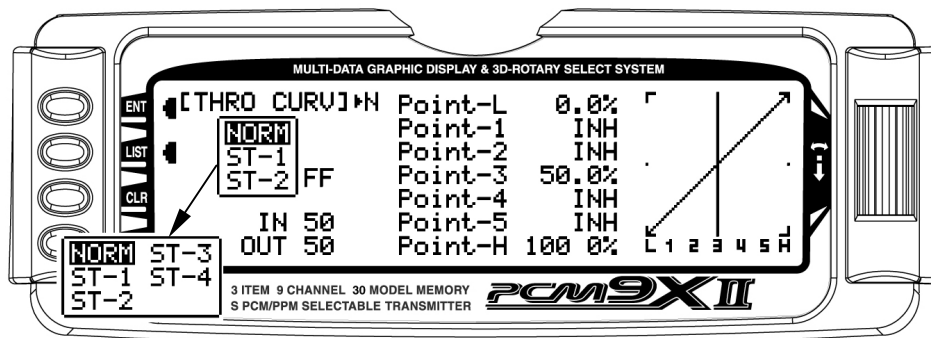 MULTI-DATA GRAPHIC DISPLAY & 3D-ROTARY SELECT SYSTEM
ENT
LIST
CLR
[THRO CURV]▸N
NORM
ST-1
ST-2 FF
IN 50
OUT 50
Point-L 0.0%
Point-1 INH
Point-2 INH
Point-3 50.0%
Point-4 INH
Point-5 INH
Point-H 100 0%
L 1 2 3 4 5 H
NORM ST-3
ST-1 ST-4
ST-2
3 ITEM 9 CHANNEL 30 MODEL MEMORY
S PCM/PPM SELECTABLE TRANSMITTER
PCM9X II